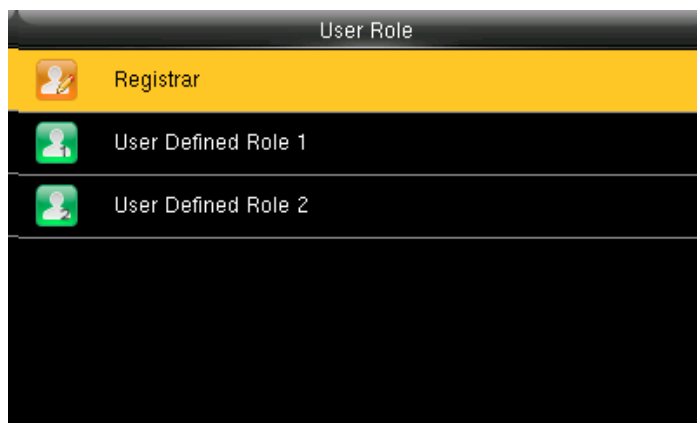 User Role
Registrar
User Defined Role 1
User Defined Role 2